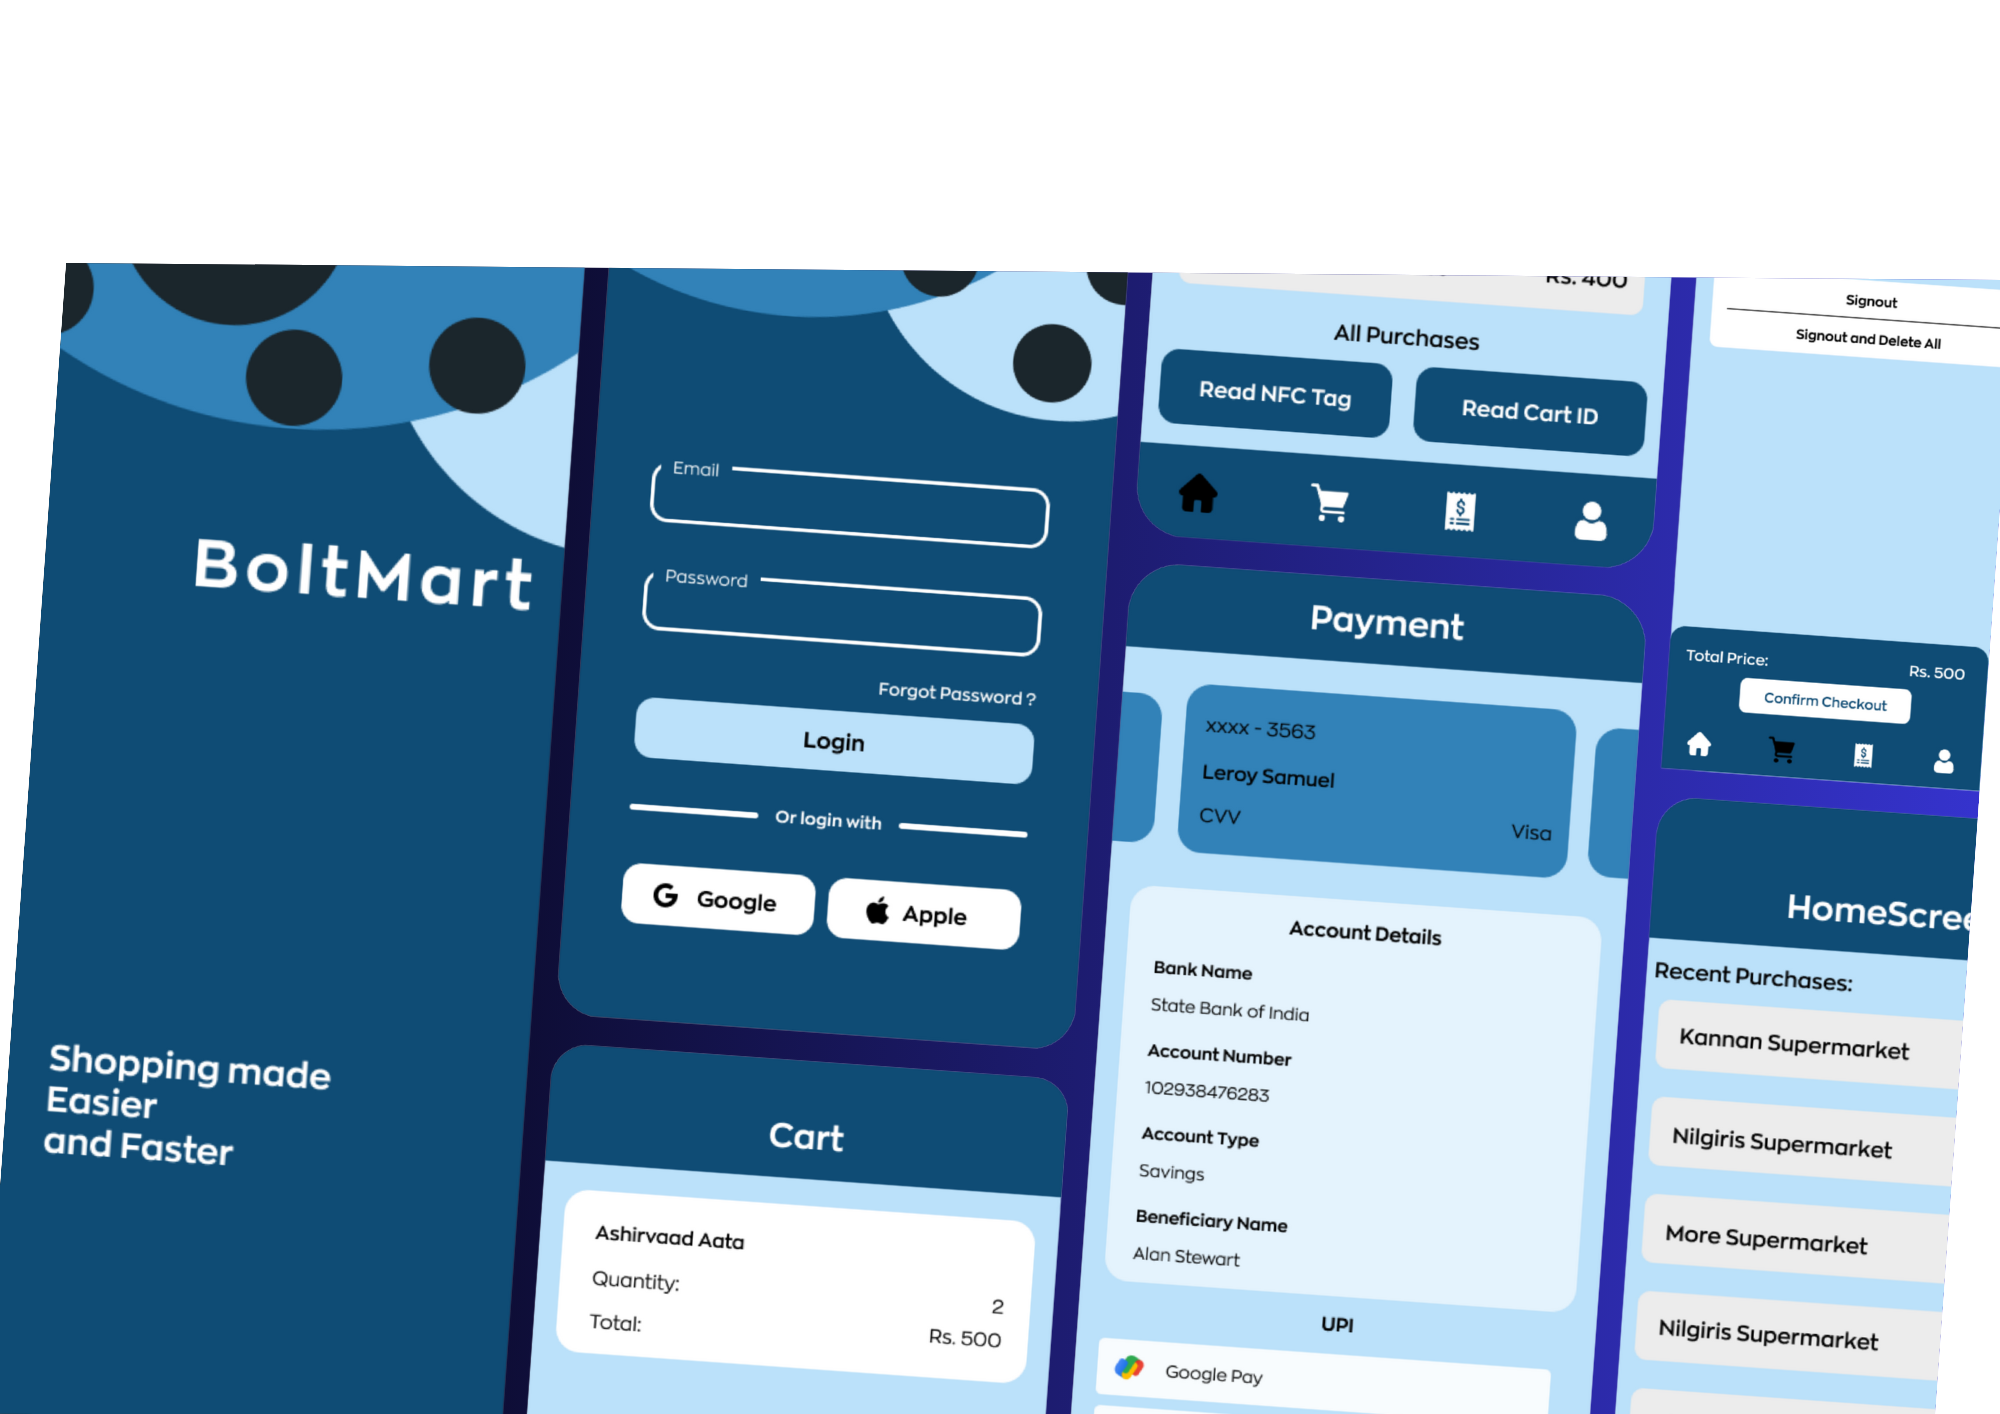 BoltMart
Shopping made
Easier
and Faster
Email
Password
Forgot Password ?
Login
Or login with
Google
Apple
Cart
Ashirvaad Aata
Quantity:
2
Total:
Rs. 500
Rs. 400
All Purchases
Read NFC Tag
Read Cart ID
Payment
xxxx - 3563
Leroy Samuel
CVV
Visa
Account Details
Bank Name
State Bank of India
Account Number
102938476283
Account Type
Savings
Beneficiary Name
Alan Stewart
UPI
Google Pay
Signout
Signout and Delete All
Total Price:
Rs. 500
Confirm Checkout
HomeScree
Recent Purchases:
Kannan Supermarket
Nilgiris Supermarket
More Supermarket
Nilgiris Supermarket